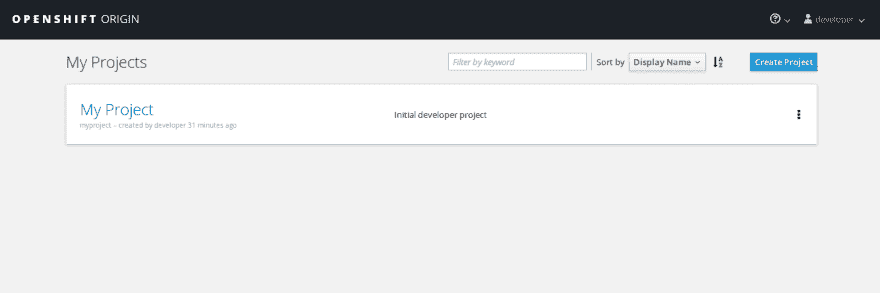 OPENSHIFT ORIGIN
developer
My Projects
Filter by keyword
Sort by
Display Name
Create Project
My Project
myproject – created by developer 31 minutes ago
Initial developer project